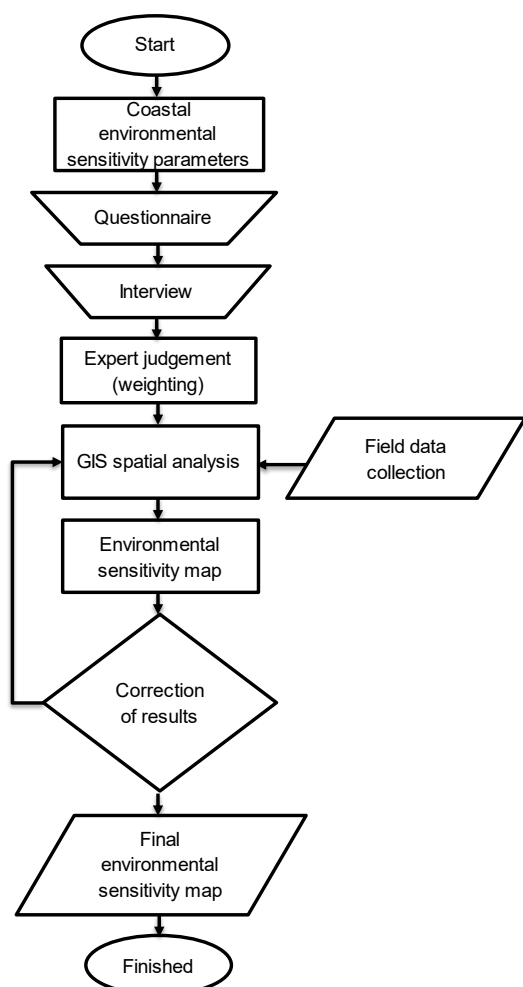 Start
Coastal
environmental
sensitivity parameters
Questionnaire
Interview
Expert judgement
(weighting)
GIS spatial analysis
Field data
collection
Environmental
sensitivity map
Correction
of results
Final
environmental
sensitivity map
Finished